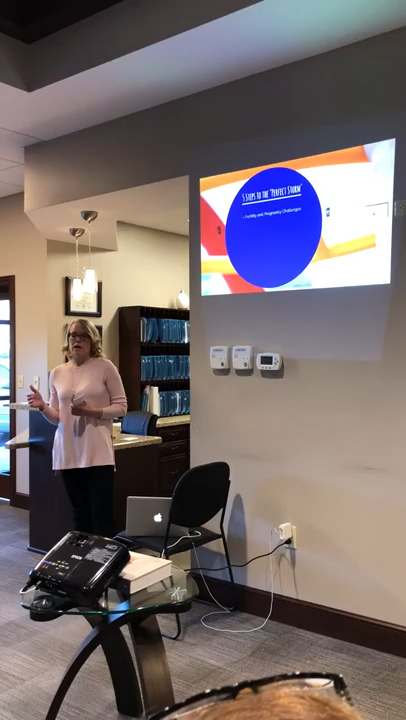 5 Steps to the "Perfect Storm"
- Fertility and Pregnancy Challenges